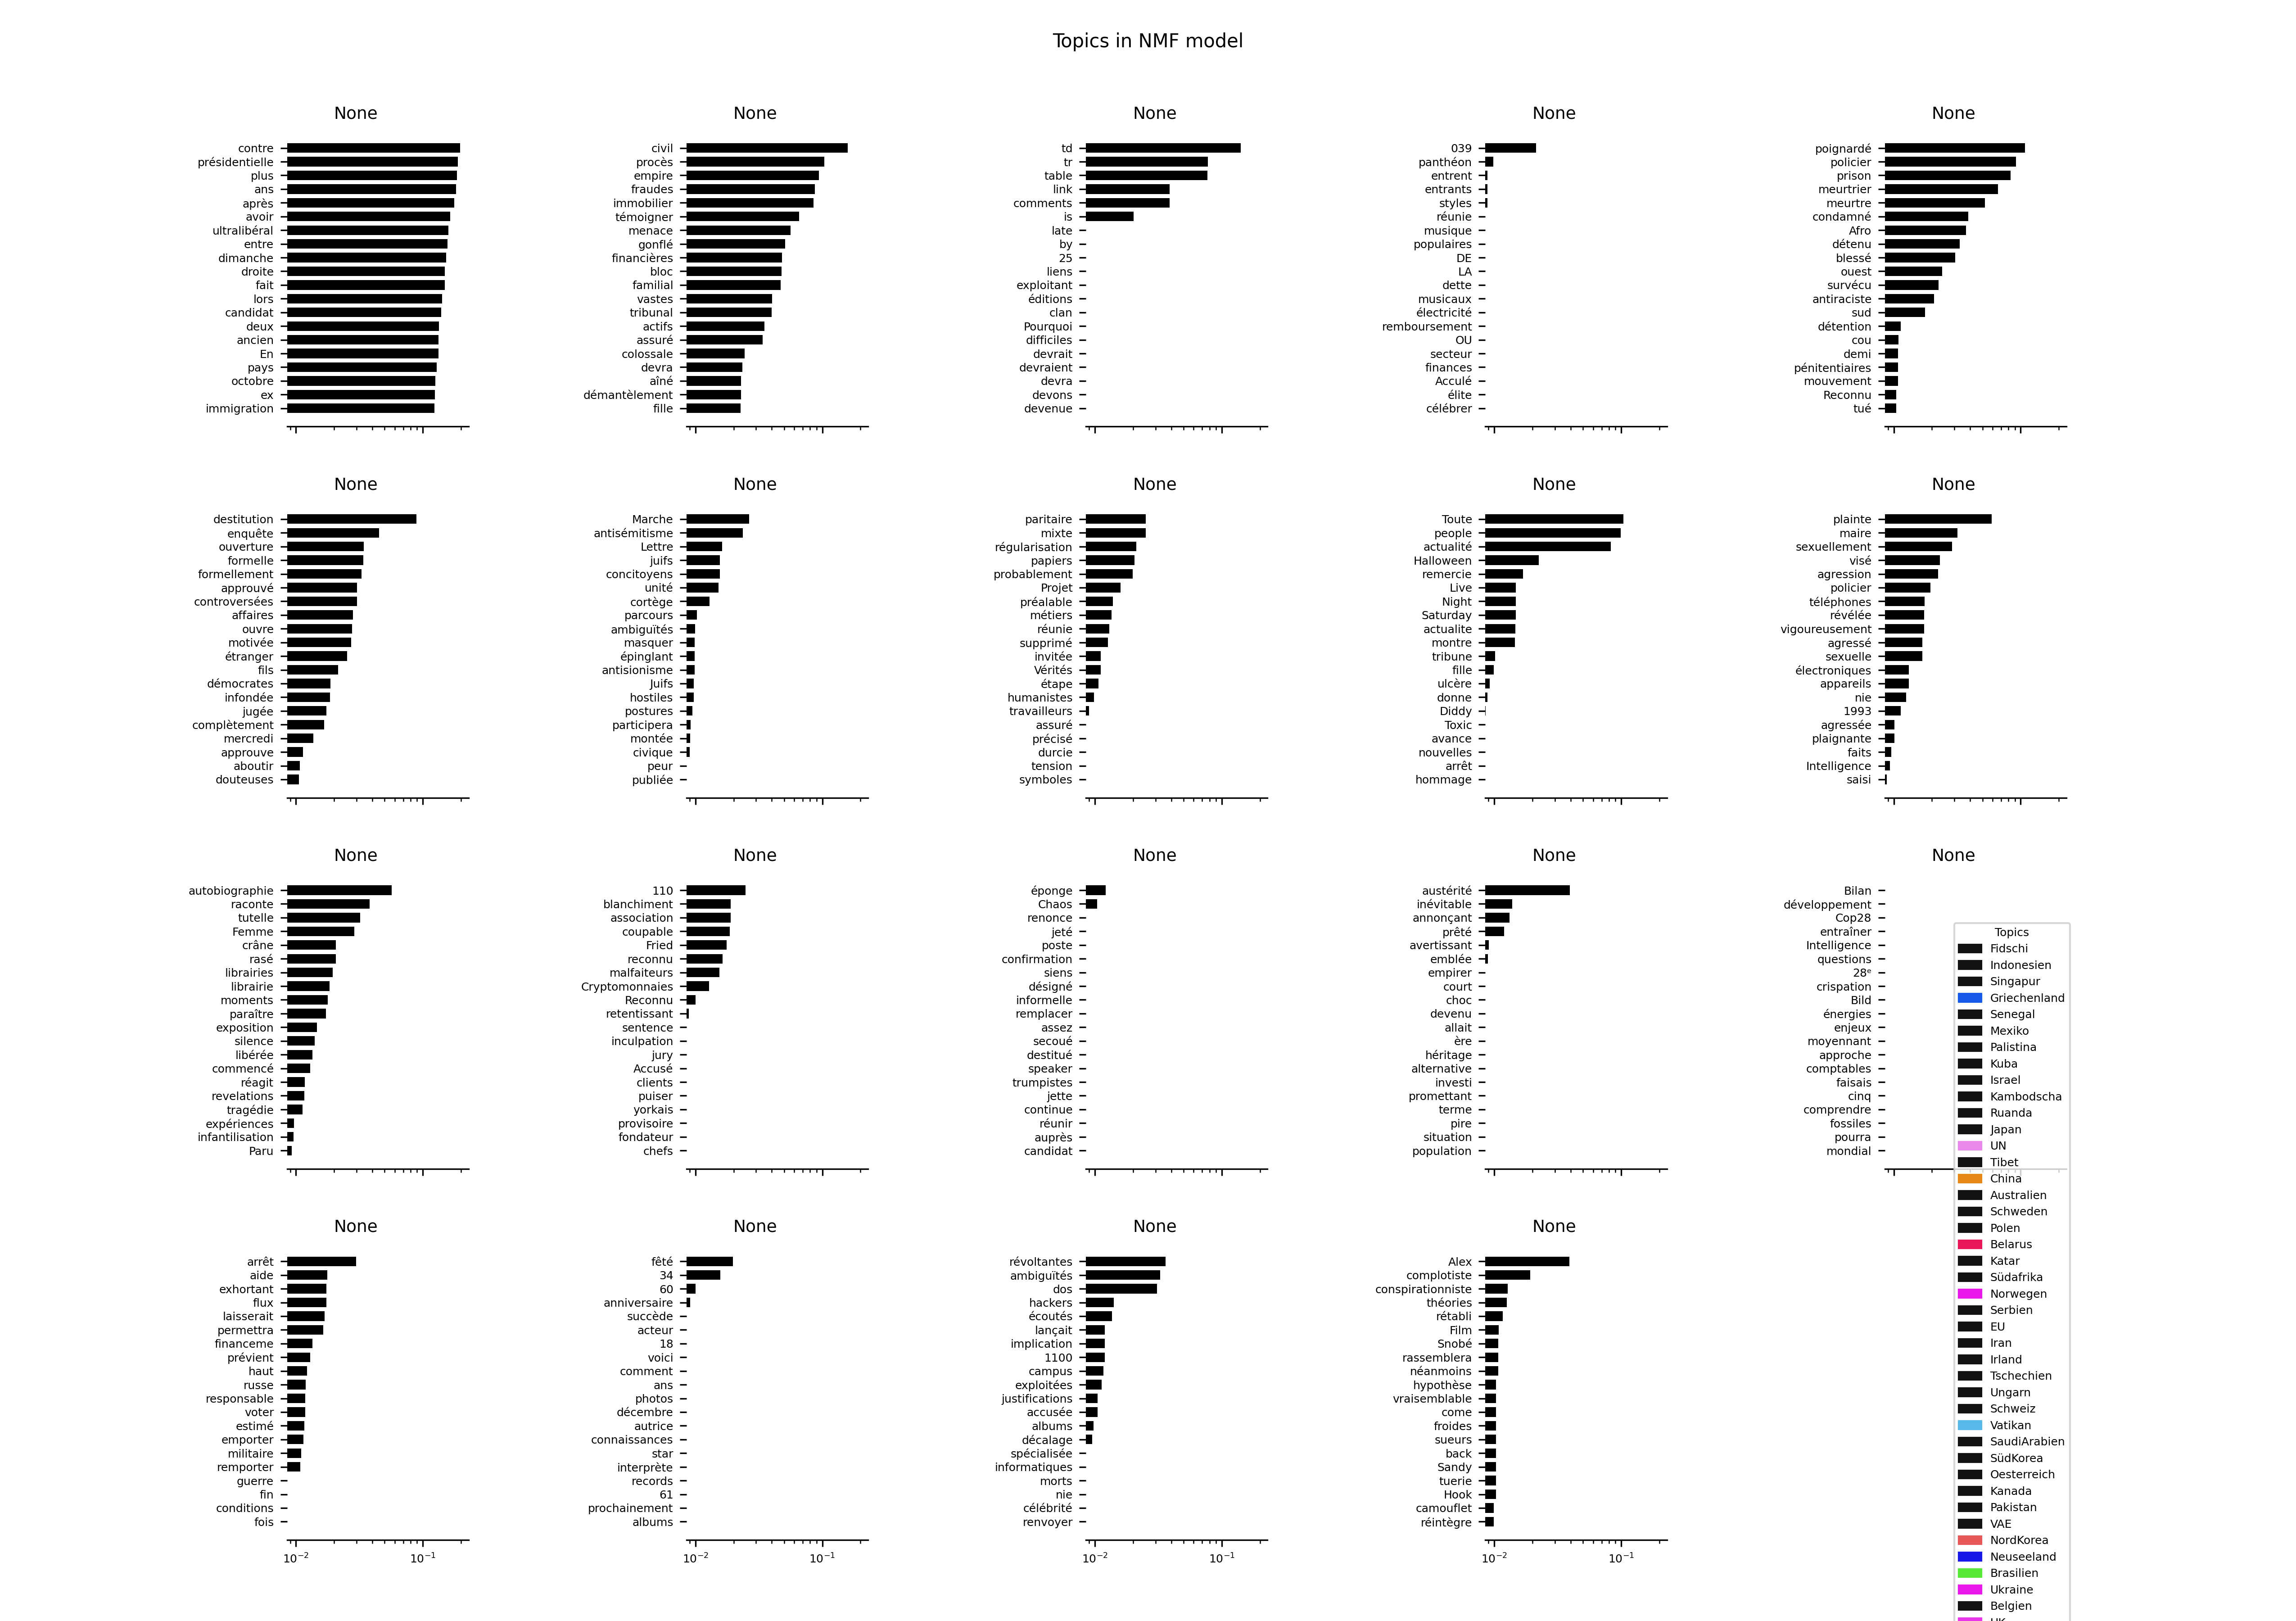 Topics in NMF model
None
contre
présidentielle
plus
ans
après
avoir
ultralibéral
entre
dimanche
droite
fait
lors
candidat
deux
ancien
En
pays
octobre
ex
immigration
None
civil
procès
empire
fraudes
immobilier
témoigner
menace
gonflé
financières
bloc
familial
vastes
tribunal
actifs
assuré
colossale
devra
aîné
démantèlement
fille
None
td
tr
table
link
comments
is
late
by
25
liens
exploitant
éditions
clan
Pourquoi
difficiles
devrait
devraient
devra
devons
devenue
None
039
panthéon
entrent
entrants
styles
réunie
musique
populaires
DE
LA
dette
musicaux
électricité
remboursement
OU
secteur
finances
Acculé
élite
célébrer
None
poignardé
policier
prison
meurtrier
meurtre
condamné
Afro
détenu
blessé
ouest
survécu
antiraciste
sud
détention
cou
demi
pénitentiaires
mouvement
Reconnu
tué
None
destitution
enquête
ouverture
formelle
formellement
approuvé
controversées
affaires
ouvre
motivée
étranger
fils
démocrates
infondée
jugée
complètement
mercredi
approuve
aboutir
douteuses
None
Marche
antisémitisme
Lettre
juifs
concitoyens
unité
cortège
parcours
ambiguïtés
masquer
épinglant
antisionisme
Juifs
hostiles
postures
participera
montée
civique
peur
publiée
None
paritaire
mixte
régularisation
papiers
probablement
Projet
préalable
métiers
réunie
supprimé
invitée
Vérités
étape
humanistes
travailleurs
assuré
précisé
durcie
tension
symboles
None
Toute
people
actualité
Halloween
remercie
Live
Night
Saturday
actualite
montre
tribune
fille
ulcère
donne
Diddy
Toxic
avance
nouvelles
arrêt
hommage
None
plainte
maire
sexuellement
visé
agression
policier
téléphones
révélée
vigoureusement
agressé
sexuelle
électroniques
appareils
nie
1993
agressée
plaignante
faits
Intelligence
saisi
None
autobiographie
raconte
tutelle
Femme
crâne
rasé
librairies
librairie
moments
paraître
exposition
silence
libérée
commencé
réagit
revelations
tragédie
expériences
infantilisation
Paru
None
110
blanchiment
association
coupable
Fried
reconnu
malfaiteurs
Cryptomonnaies
Reconnu
retentissant
sentence
inculpation
jury
Accusé
clients
puiser
yorkais
provisoire
fondateur
chefs
None
éponge
Chaos
renonce
jeté
poste
confirmation
siens
désigné
informelle
remplacer
assez
secoué
destitué
speaker
trumpistes
jette
continue
réunir
auprès
candidat
None
austérité
inévitable
annonçant
prêté
avertissant
emblée
empirer
court
choc
devenu
allait
ère
héritage
alternative
investi
promettant
terme
pire
situation
population
None
Bilan
développement
Cop28
entraîner
Intelligence
questions
28ᵉ
crispation
Bild
énergies
enjeux
moyennant
approche
comptables
faisais
cinq
comprendre
fossiles
pourra
mondial
None
arrêt
aide
exhortant
flux
laisserait
permettra
financeme
prévient
haut
russe
responsable
voter
estimé
emporter
militaire
remporter
guerre
fin
conditions
fois
10⁻² 10⁻¹
None
fêté
34
60
anniversaire
succède
acteur
18
voici
comment
ans
photos
décembre
autrice
connaissances
star
interprète
records
61
prochainement
albums
10⁻² 10⁻¹
None
révoltantes
ambiguïtés
dos
hackers
écoutés
lançait
implication
1100
campus
exploitées
justifications
accusée
albums
décalage
spécialisée
informatiques
morts
nie
célébrité
renvoyer
10⁻² 10⁻¹
None
Alex
complotiste
conspirationniste
théories
rétabli
Film
Snobé
rassemblera
néanmoins
hypothèse
vraisemblable
come
froides
sueurs
back
Sandy
tuerie
Hook
camouflet
réintègre
10⁻² 10⁻¹
Topics
Fidschi
Indonesien
Singapur
Griechenland
Senegal
Mexiko
Palistina
Kuba
Israel
Kambodscha
Ruanda
Japan
UN
Tibet
China
Australien
Schweden
Polen
Belarus
Katar
Südafrika
Norwegen
Serbien
EU
Iran
Irland
Tschechien
Ungarn
Schweiz
Vatikan
SaudiArabien
SüdKorea
Oesterreich
Kanada
Pakistan
VAE
NordKorea
Neuseeland
Brasilien
Ukraine
Belgien